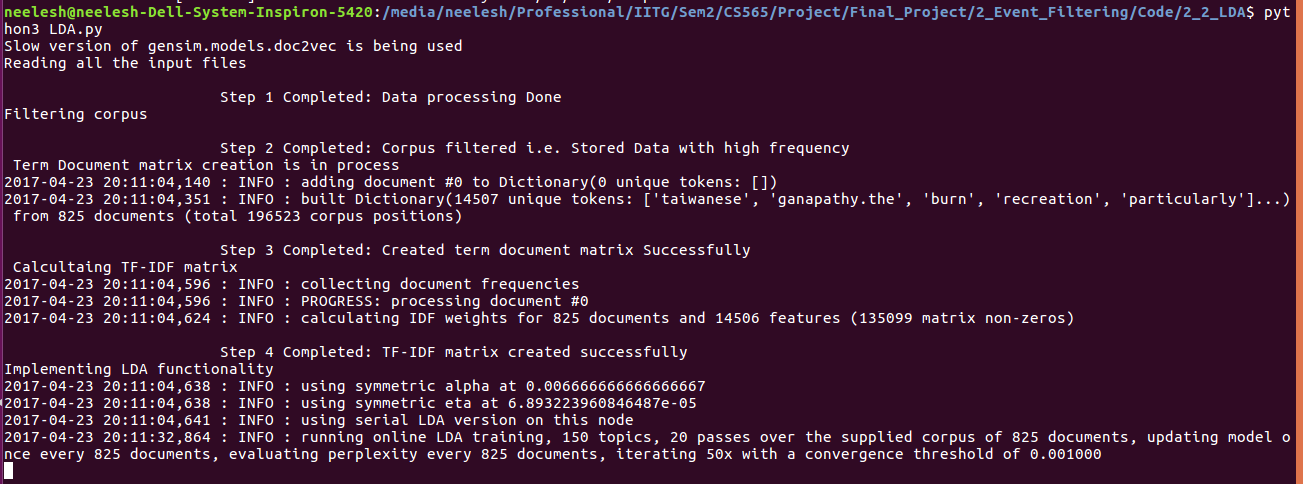 neelesh@neelesh-Dell-System-Inspiron-5420:/media/neelesh/Professional/IITG/Sem2/CS565/Project/Final_Project/2_Event_Filtering/Code/2_2_LDA$ pyt
hon3 LDA.py
Slow version of gensim.models.doc2vec is being used
Reading all the input files
Step 1 Completed: Data processing Done
Filtering corpus
Step 2 Completed: Corpus filtered i.e. Stored Data with high frequency
Term Document matrix creation is in process
2017-04-23 20:11:04,140 : INFO : adding document #0 to Dictionary(0 unique tokens: [])
2017-04-23 20:11:04,351 : INFO : built Dictionary(14507 unique tokens: ['taiwanese', 'ganapathy.the', 'burn', 'recreation', 'particularly']...)
from 825 documents (total 196523 corpus positions)
Step 3 Completed: Created term document matrix Successfully
Calcultaing TF-IDF matrix
2017-04-23 20:11:04,596 : INFO : collecting document frequencies
2017-04-23 20:11:04,596 : INFO : PROGRESS: processing document #0
2017-04-23 20:11:04,624 : INFO : calculating IDF weights for 825 documents and 14506 features (135099 matrix non-zeros)
Step 4 Completed: TF-IDF matrix created successfully
Implementing LDA functionality
2017-04-23 20:11:04,638 : INFO : using symmetric alpha at 0.006666666666666667
2017-04-23 20:11:04,638 : INFO : using symmetric eta at 6.893223960846487e-05
2017-04-23 20:11:04,641 : INFO : using serial LDA version on this node
2017-04-23 20:11:32,864 : INFO : running online LDA training, 150 topics, 20 passes over the supplied corpus of 825 documents, updating model o
nce every 825 documents, evaluating perplexity every 825 documents, iterating 50x with a convergence threshold of 0.001000